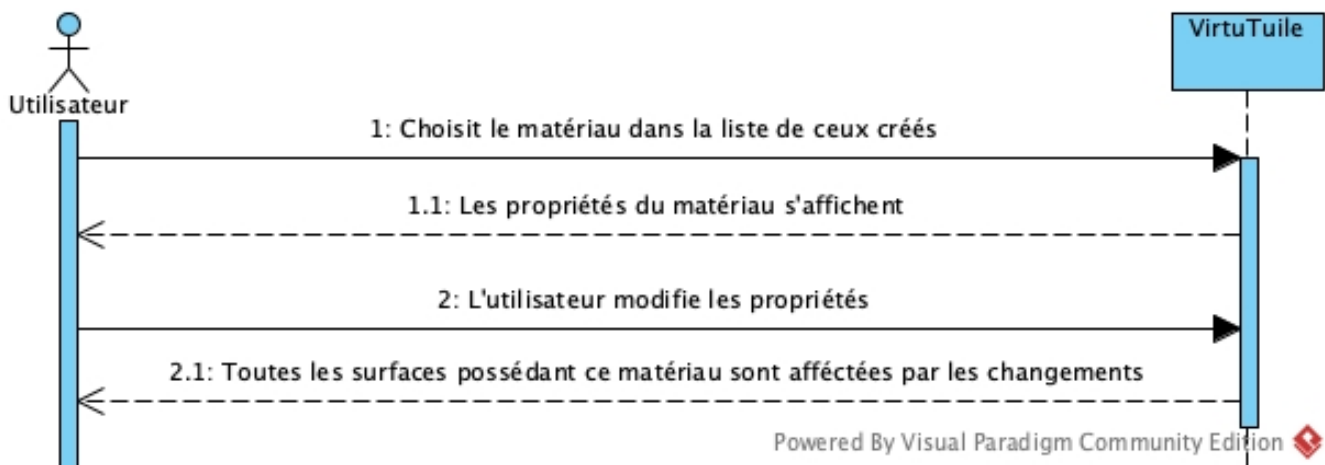 VirtuTuile
Utilisateur
1: Choisit le matériau dans la liste de ceux créés
1.1: Les propriétés du matériau s'affichent
2: L'utilisateur modifie les propriétés
2.1: Toutes les surfaces possédant ce matériau sont afféctées par les changements
Powered By Visual Paradigm Community Edition